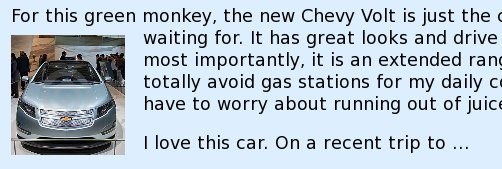 For this green monkey, the new Chevy Volt is just the
waiting for. It has great looks and drive
most importantly, it is an extended
totally avoid gas stations for my daily
have to worry about running out of juice
I love this car. On a recent trip to ...